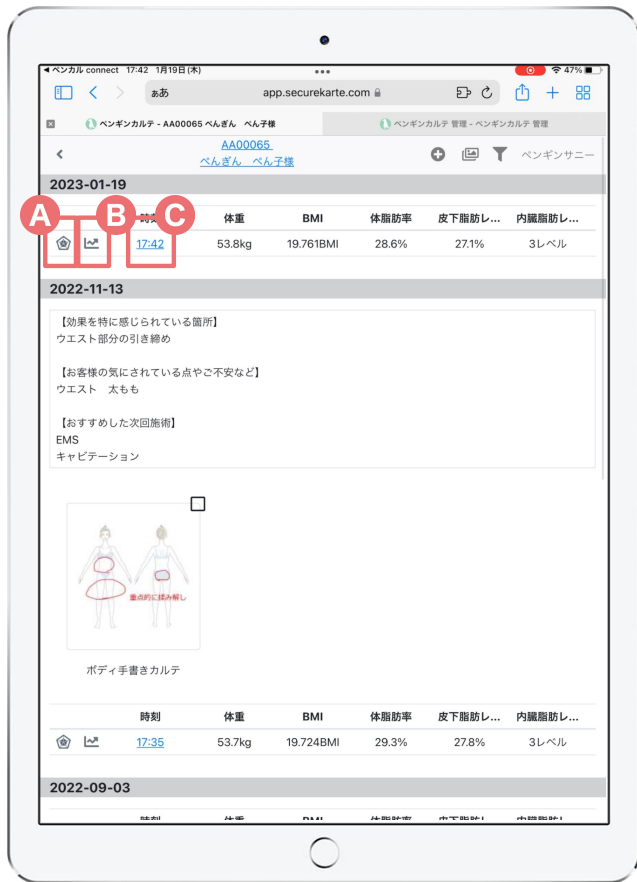 ◀ ペンカル connect 17:42 1月19日(木) 47%
ああ app.securekarte.com
ペンギンカルテ - AA00065 ぺんぎん ぺん子様 ペンギンカルテ 管理 - ペンギンカルテ 管理
AA00065
ぺんぎん ぺん子様
ペンギンサニー
2023-01-19
A B C
時刻 体重 BMI 体脂肪率 皮下脂肪レ... 内臓脂肪レ...
17:42 53.8kg 19.761BMI 28.6% 27.1% 3レベル
2022-11-13
【効果を特に感じられている箇所】
ウエスト部分の引き締め
【お客様の気にされている点やご不安など】
ウエスト 太もも
【おすすめした次回施術】
EMS
キャビテーション
重点的に揉み解し
ボディ手書きカルテ
時刻 体重 BMI 体脂肪率 皮下脂肪レ... 内臓脂肪レ...
17:35 53.7kg 19.724BMI 29.3% 27.8% 3レベル
2022-09-03